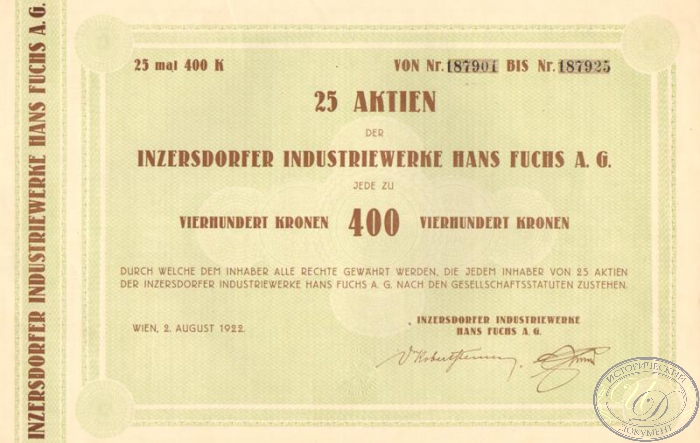 INZERSDORFER INDUSTRIEWERKE HANS FUCHS A. G.
25 mal 400 K
VON Nr. 187901 BIS Nr. 187925
25 AKTIEN
DER
INZERSDORFER INDUSTRIEWERKE HANS FUCHS A. G.
JEDE ZU
VIERHUNDERT KRONEN 400 VIERHUNDERT KRONEN
DURCH WELCHE DEM INHABER ALLE RECHTE GEWÄHRT WERDEN, DIE JEDEM INHABER VON 25 AKTIEN
DER INZERSDORFER INDUSTRIEWERKE HANS FUCHS A. G. NACH DEN GESELLSCHAFTSSTATUTEN ZUSTEHEN.
WIEN, 2. AUGUST 1922.
INZERSDORFER INDUSTRIEWERKE
HANS FUCHS A. G.
ИСТОРИЧЕСКИЙ
ИД
ДОКУМЕНТ